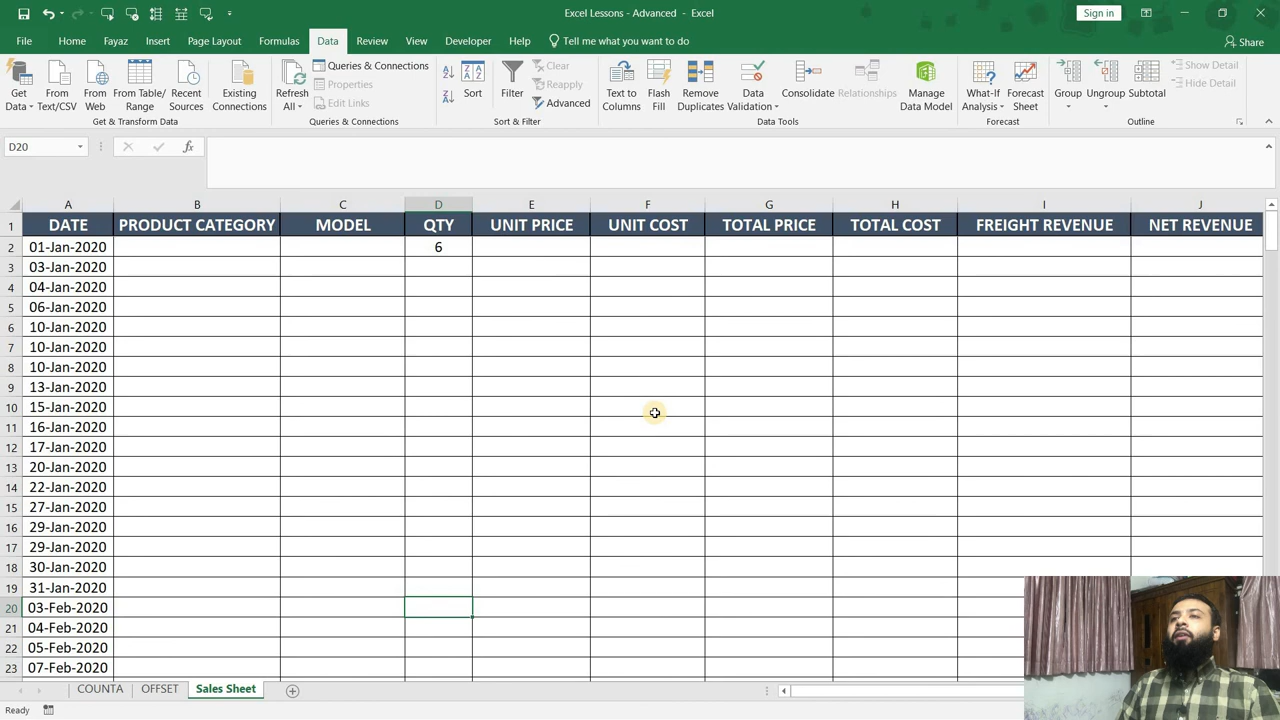 Excel Lessons - Advanced - Excel
Sign in
File Home Fayaz Insert Page Layout Formulas Data Review View Developer Help Tell me what you want to do Share
Get Data
From Text/CSV
From Web
From Table/ Range
Recent Sources
Existing Connections
Get & Transform Data
Refresh All
Queries & Connections
Properties
Edit Links
Queries & Connections
Sort
Filter
Clear
Reapply
Advanced
Sort & Filter
Text to Columns
Flash Fill
Remove Duplicates
Data Validation
Consolidate
Relationships
Manage Data Model
Data Tools
What-If Analysis
Forecast Sheet
Forecast
Group
Ungroup
Subtotal
Show Detail
Hide Detail
Outline
D20 fx
A B C D E F G H I J
1 DATE PRODUCT CATEGORY MODEL QTY UNIT PRICE UNIT COST TOTAL PRICE TOTAL COST FREIGHT REVENUE NET REVENUE
2 01-Jan-2020 6
3 03-Jan-2020
4 04-Jan-2020
5 06-Jan-2020
6 10-Jan-2020
7 10-Jan-2020
8 10-Jan-2020
9 13-Jan-2020
10 15-Jan-2020
11 16-Jan-2020
12 17-Jan-2020
13 20-Jan-2020
14 22-Jan-2020
15 27-Jan-2020
16 29-Jan-2020
17 29-Jan-2020
18 30-Jan-2020
19 31-Jan-2020
20 03-Feb-2020
21 04-Feb-2020
22 05-Feb-2020
23 07-Feb-2020
COUNTA OFFSET Sales Sheet
Ready